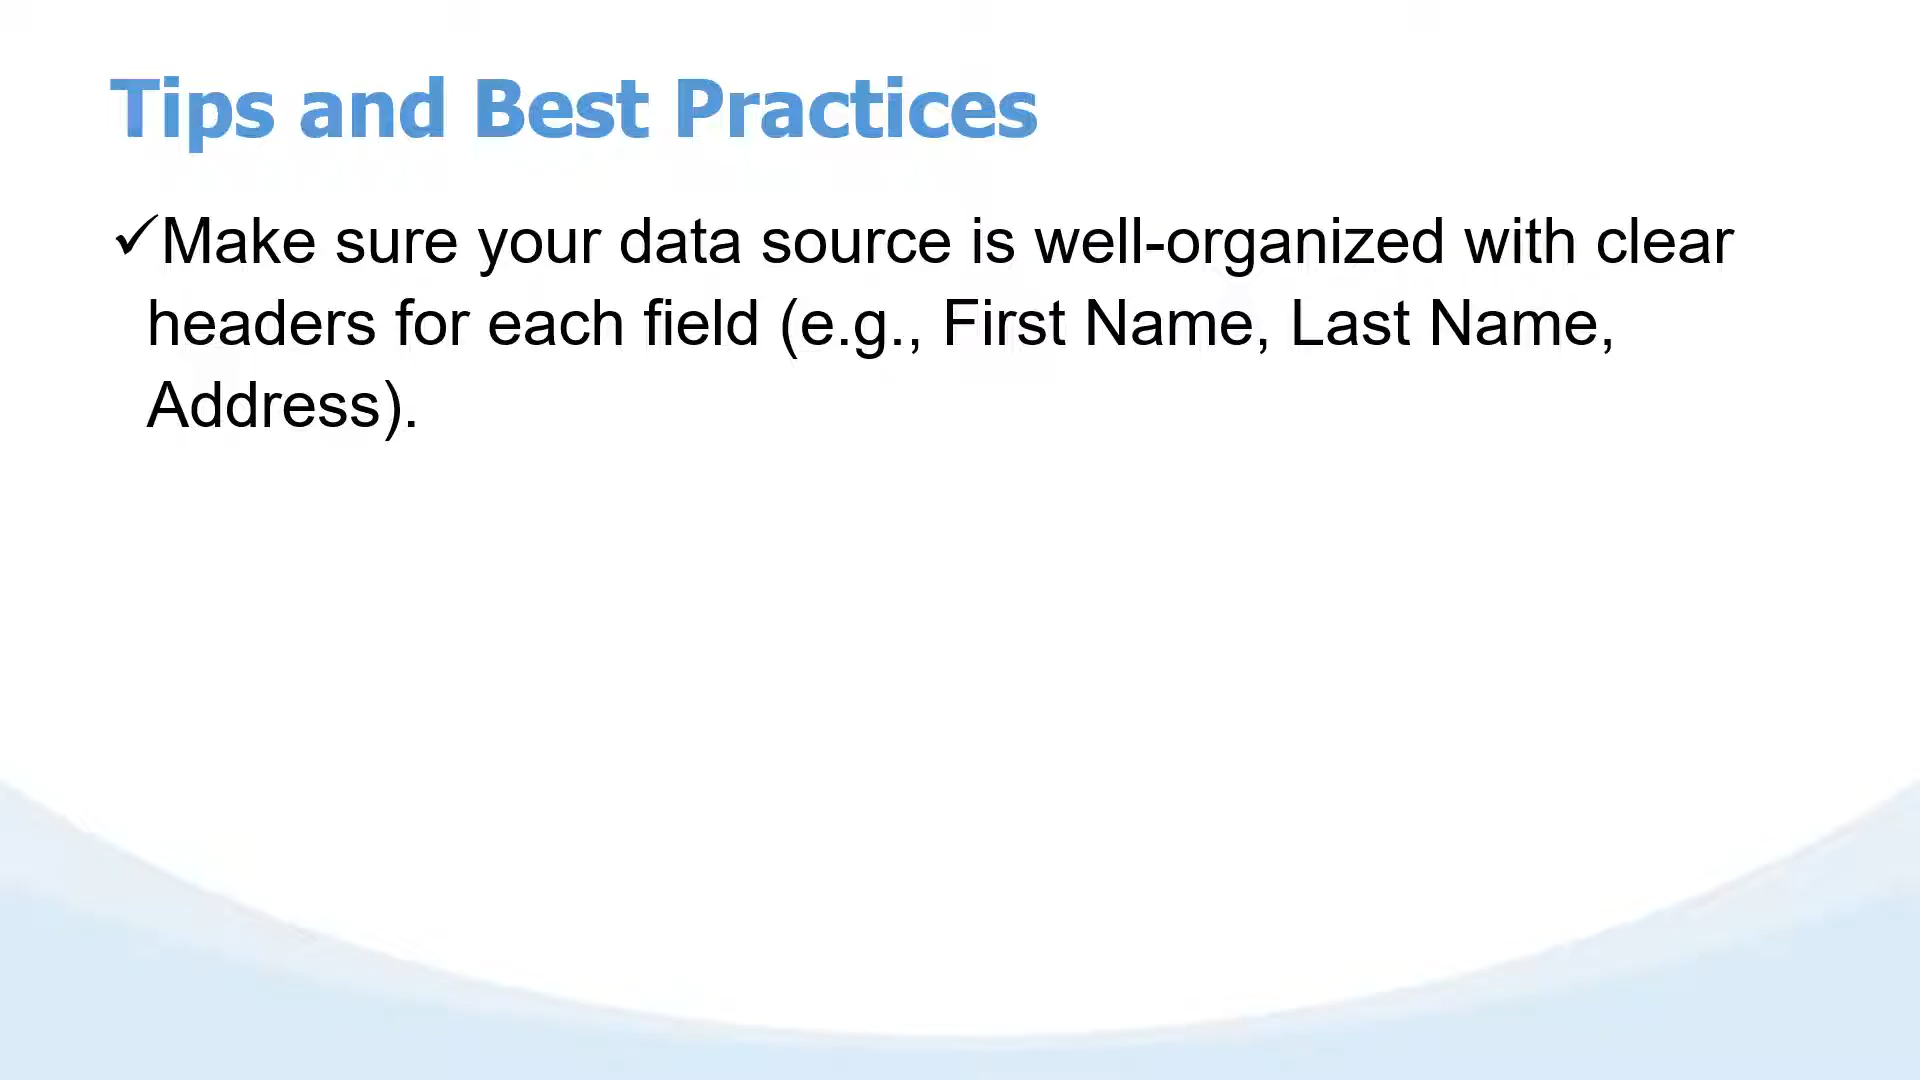 Tips and Best Practices
✓Make sure your data source is well-organized with clear
headers for each field (e.g., First Name, Last Name,
Address).